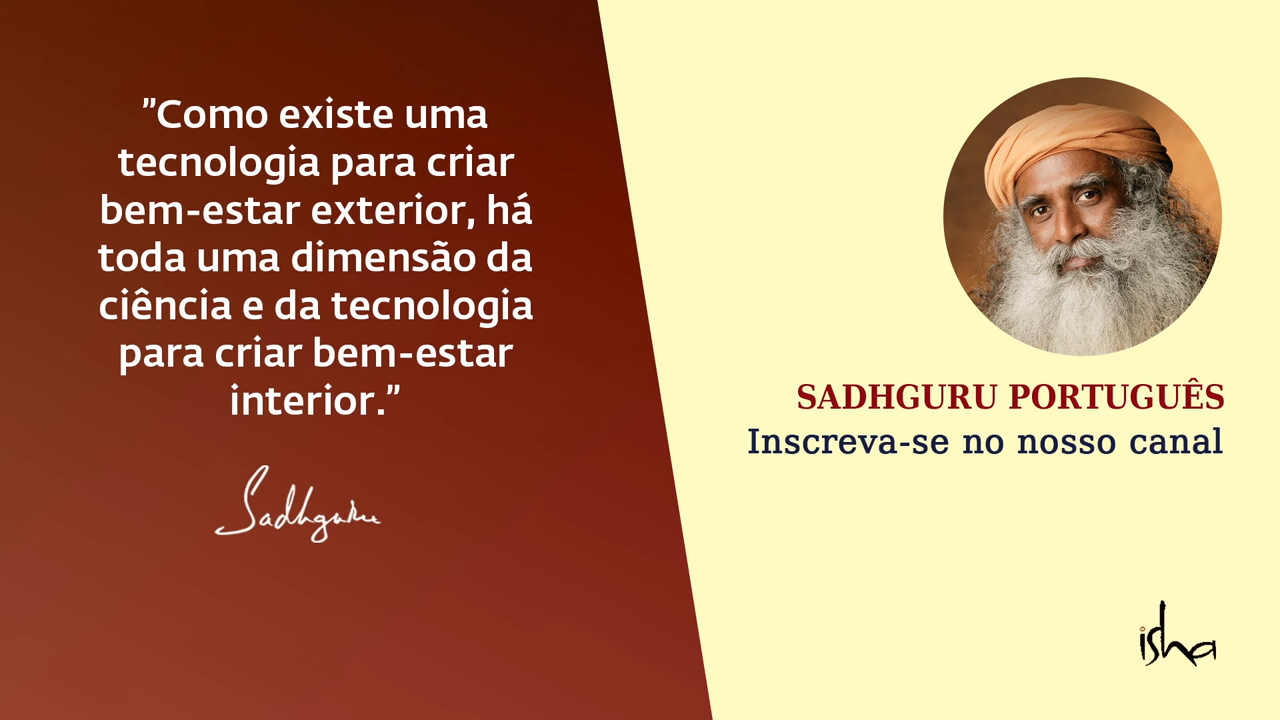 ”Como existe uma
tecnologia para criar
bem-estar exterior, há
toda uma dimensão da
ciência e da tecnologia
para criar bem-estar
interior.”
Sadhguru
SADHGURU PORTUGUÊS
Inscreva-se no nosso canal
isha